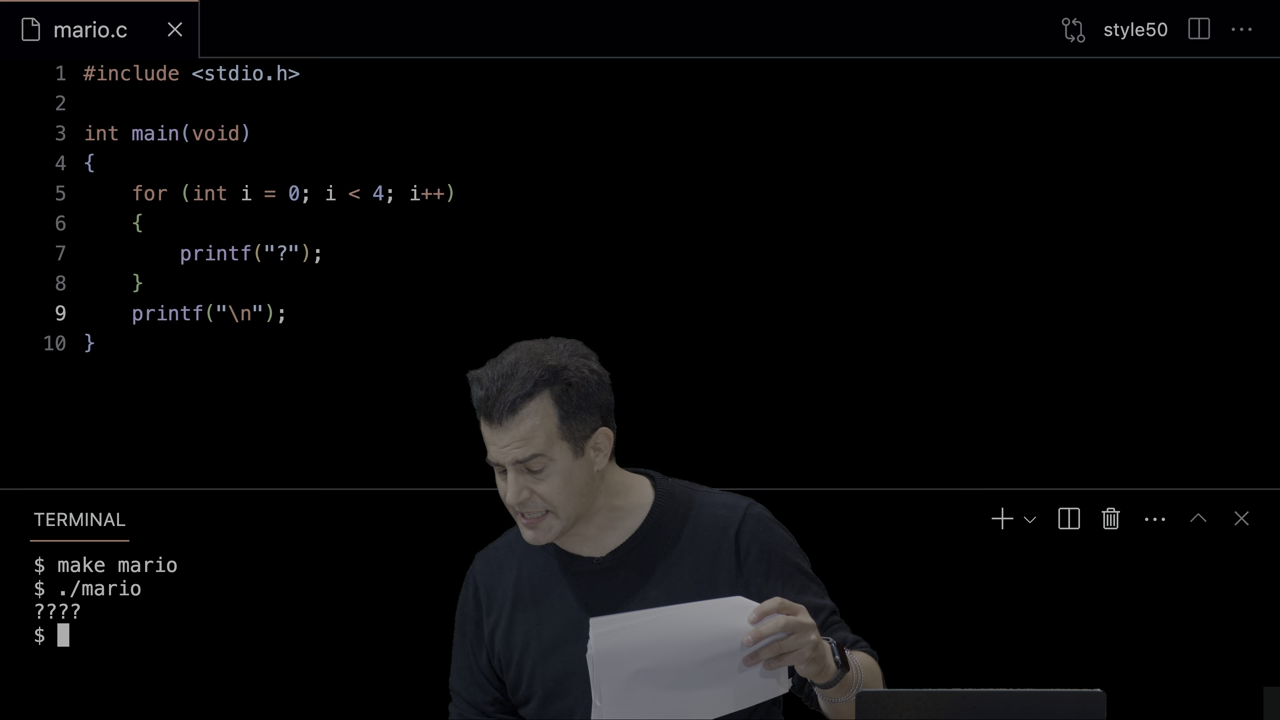 mario.c
style50
1 #include <stdio.h>
2
3 int main(void)
4 {
5     for (int i = 0; i < 4; i++)
6     {
7         printf("?");
8     }
9     printf("\n");
10 }
TERMINAL
$ make mario
$ ./mario
????
$